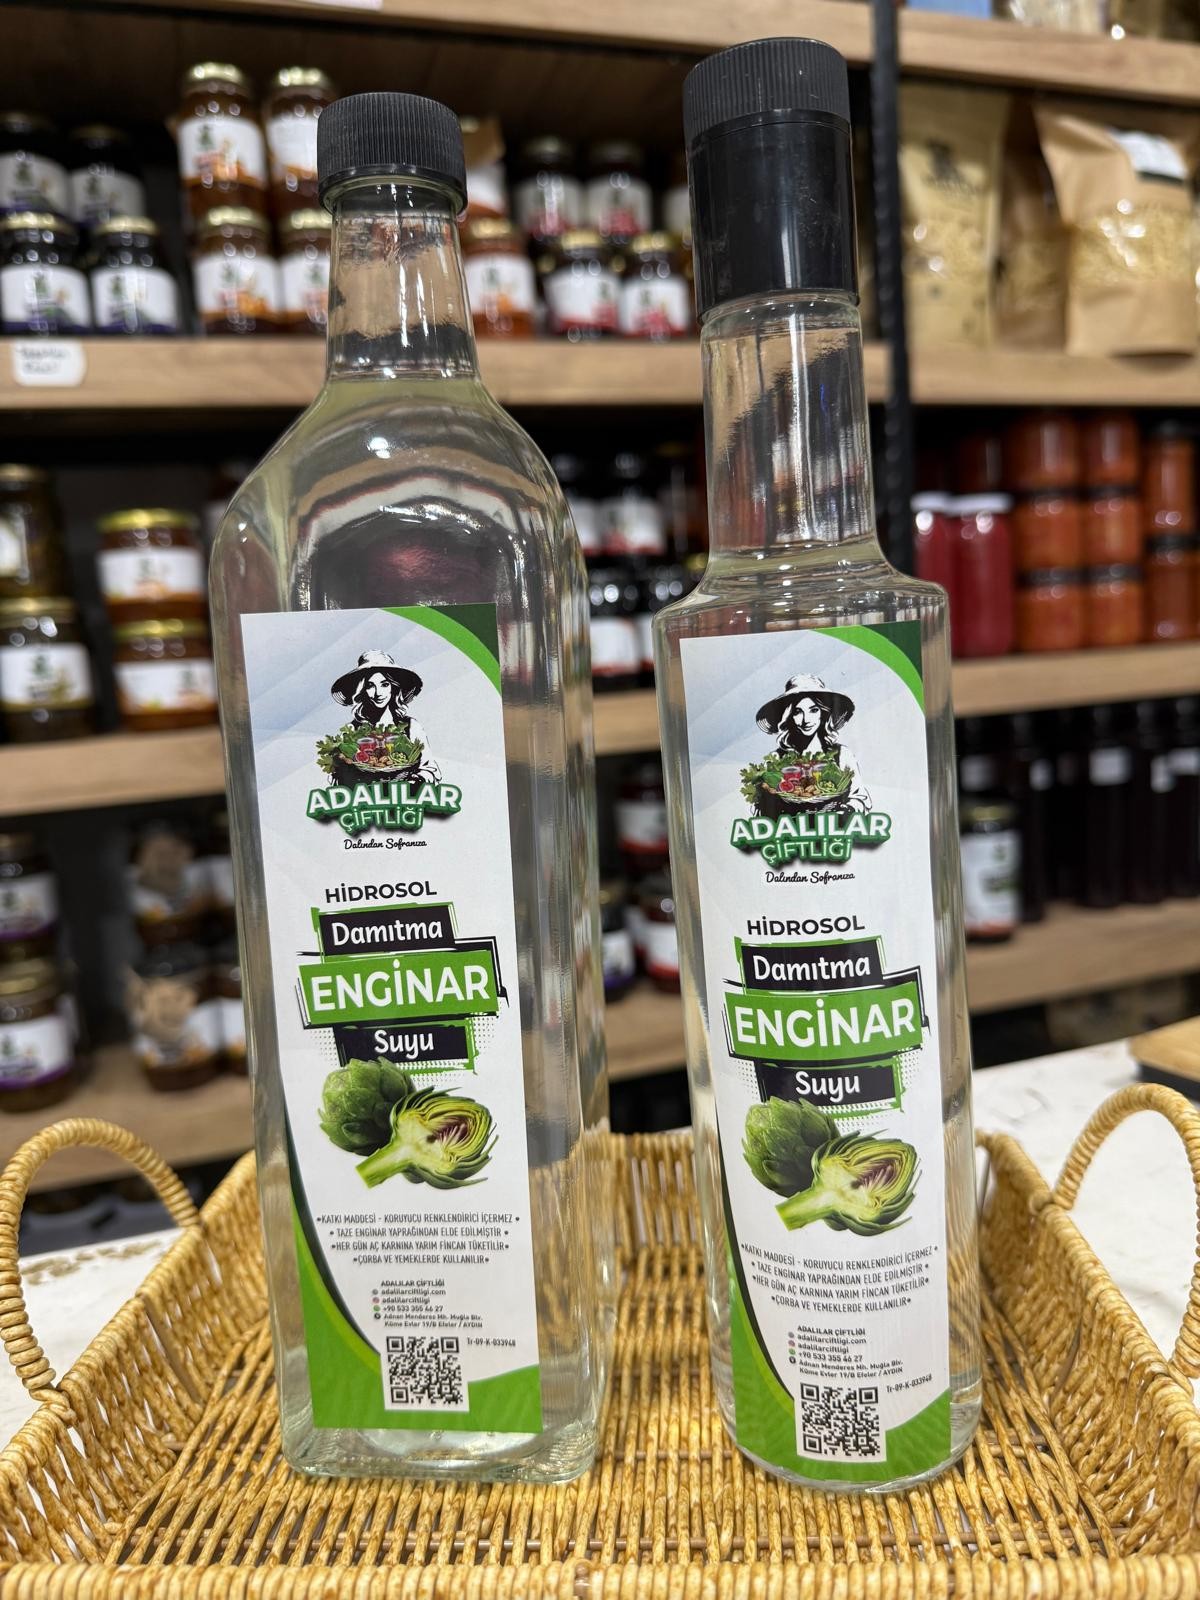 ADALILAR
ÇİFTLİĞİ
Dalından Sofranıza
HİDROSOL
Damıtma
ENGİNAR
Suyu
•KATKI MADDESİ - KORUYUCU RENKLENDİRİCİ İÇERMEZ •
• TAZE ENGİNAR YAPRAĞINDAN ELDE EDİLMİŞTİR •
•HER GÜN AÇ KARNINA YARIM FİNCAN TÜKETİLİR•
•ÇORBA VE YEMEKLERDE KULLANILIR•
ADALILAR ÇİFTLİĞİ
adalilarciftligi.com
adalilarciftligi
+90 533 355 46 27
Adnan Menderes Mh. Muğla Blv.
Küme Evler 19/B Efeler / AYDIN
Tr-09-K-033948
ADALILAR
ÇİFTLİĞİ
Dalından Sofranıza
HİDROSOL
Damıtma
ENGİNAR
Suyu
•KATKI MADDESİ - KORUYUCU RENKLENDİRİCİ İÇERMEZ •
• TAZE ENGİNAR YAPRAĞINDAN ELDE EDİLMİŞTİR •
•HER GÜN AÇ KARNINA YARIM FİNCAN TÜKETİLİR•
•ÇORBA VE YEMEKLERDE KULLANILIR•
ADALILAR ÇİFTLİĞİ
adalilarciftligi.com
adalilarciftligi
+90 533 355 46 27
Adnan Menderes Mh. Muğla Blv.
Küme Evler 19/B Efeler / AYDIN
Tr-09-K-033948